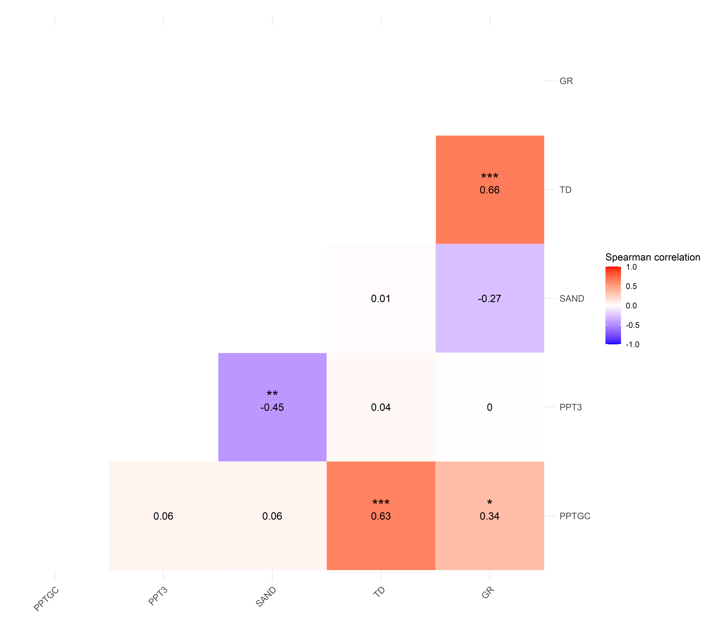 GR
***
0.66
TD
Spearman correlation
1.0
0.5
0.0
-0.5
-1.0
0.01
-0.27
SAND
**
-0.45
0.04
0
PPT3
0.06
0.06
***
0.63
*
0.34
PPTGC
PPTGC
PPT3
SAND
TD
GR